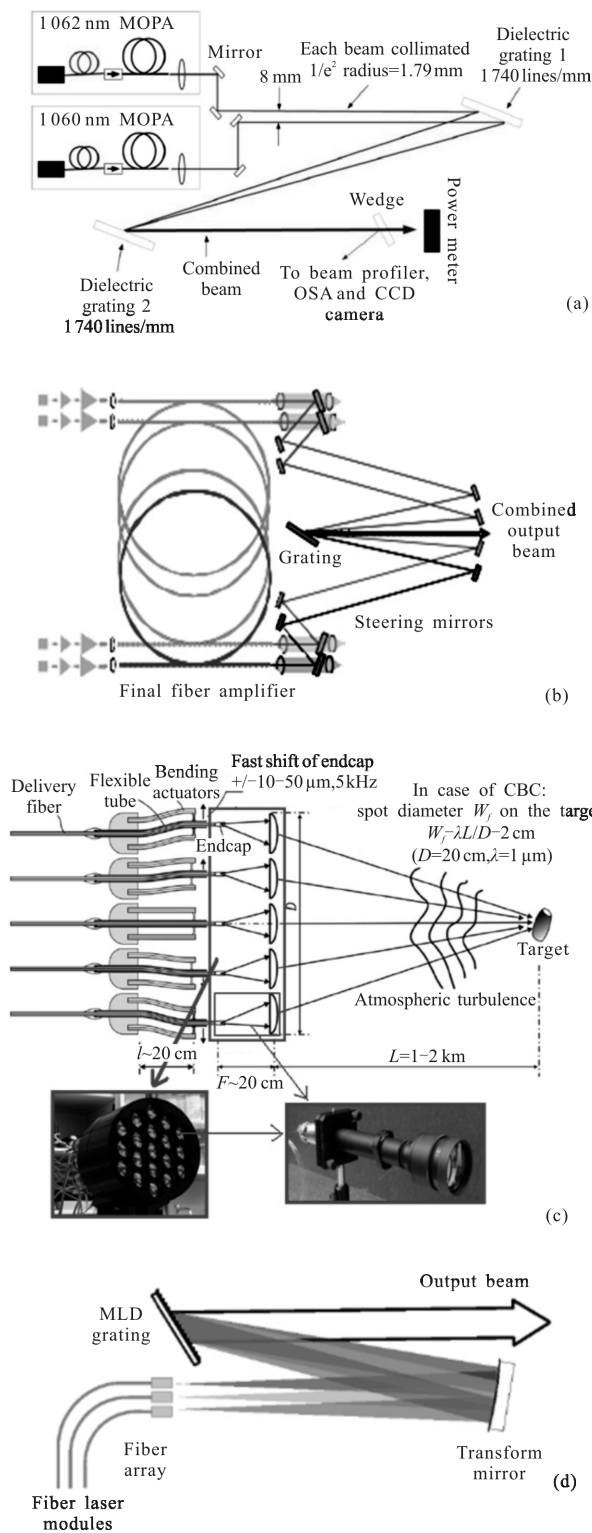 1 062 nm MOPA
Mirror
Each beam collimated
1/e² radius=1.79 mm
8 mm
Dielectric
grating 1
1 740 lines/mm
1 060 nm MOPA
Wedge
Power
meter
Dielectric
grating 2
1 740 lines/mm
Combined
beam
To beam profiler,
OSA and CCD
camera
(a)
Grating
Combined
output
beam
Steering mirrors
Final fiber amplifier
(b)
Delivery
fiber
Flexible
tube
Bending
actuators
Fast shift of endcap
+/−10−50 μm,5 kHz
Endcap
In case of CBC:
spot diameter Wf on the targe
Wf−λL/D−2 cm
(D=20 cm,λ=1 μm)
D
Target
Atmospheric turbulence
l~20 cm
F~20 cm
L=1−2 km
(c)
MLD
grating
Output beam
Fiber
array
Transform
mirror
Fiber laser
modules
(d)